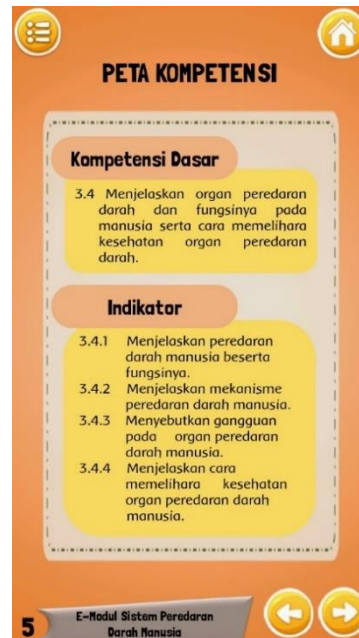 PETA KOMPETENSI
Kompetensi Dasar
3.4 Menjelaskan organ peredaran
darah dan fungsinya pada
manusia serta cara memelihara
kesehatan organ peredaran
darah.
Indikator
3.4.1 Menjelaskan peredaran
darah manusia beserta
fungsinya.
3.4.2 Menjelaskan mekanisme
peredaran darah manusia.
3.4.3 Menyebutkan gangguan
pada organ peredaran
darah manusia.
3.4.4 Menjelaskan cara
memelihara kesehatan
organ peredaran darah
manusia.
5
E-Modul Sistem Peredaran
Darah Manusia